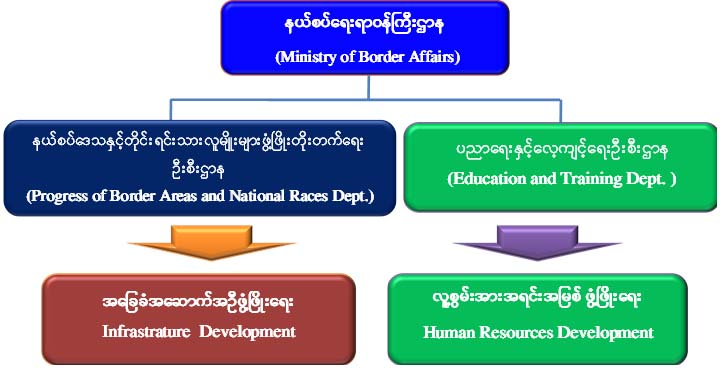 နယ်စပ်ရေးရာဝန်ကြီးဌာန
(Ministry of Border Affairs)
နယ်စပ်ဒေသနှင့်တိုင်းရင်းသားလူမျိုးများဖွံ့ဖြိုးတိုးတက်ရေး
ဦးစီးဌာန
(Progress of Border Areas and National Races Dept.)
ပညာရေးနှင့်လေ့ကျင့်ရေးဦးစီးဌာန
(Education and Training Dept. )
အခြေခံအဆောက်အဦဖွံ့ဖြိုးရေး
Infrastrature Development
လူ့စွမ်းအားအရင်းအမြစ် ဖွံ့ဖြိုးရေး
Human Resources Development